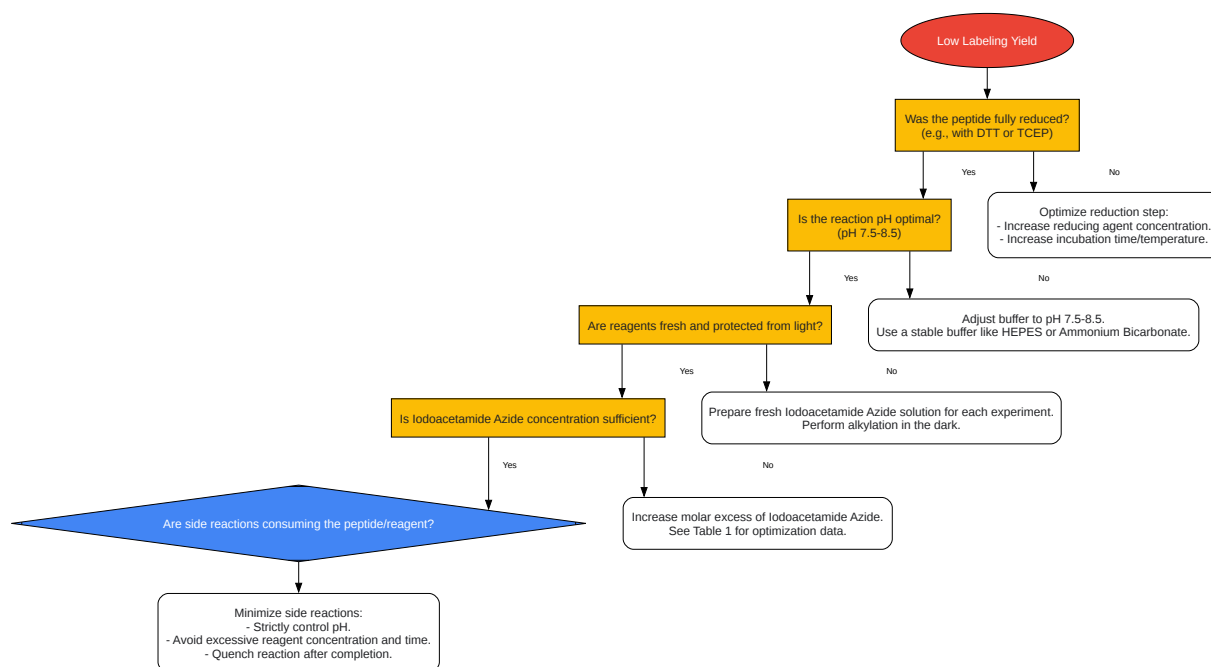 Low Labeling Yield
Was the peptide fully reduced?
(e.g., with DTT or TCEP)
Yes
No
Optimize reduction step:
- Increase reducing agent concentration.
- Increase incubation time/temperature.
Is the reaction pH optimal?
(pH 7.5-8.5)
Yes
No
Adjust buffer to pH 7.5-8.5.
Use a stable buffer like HEPES or Ammonium Bicarbonate.
Are reagents fresh and protected from light?
Yes
No
Prepare fresh Iodoacetamide Azide solution for each experiment.
Perform alkylation in the dark.
Is Iodoacetamide Azide concentration sufficient?
Yes
No
Increase molar excess of Iodoacetamide Azide.
See Table 1 for optimization data.
Are side reactions consuming the peptide/reagent?
Minimize side reactions:
- Strictly control pH.
- Avoid excessive reagent concentration and time.
- Quench reaction after completion.